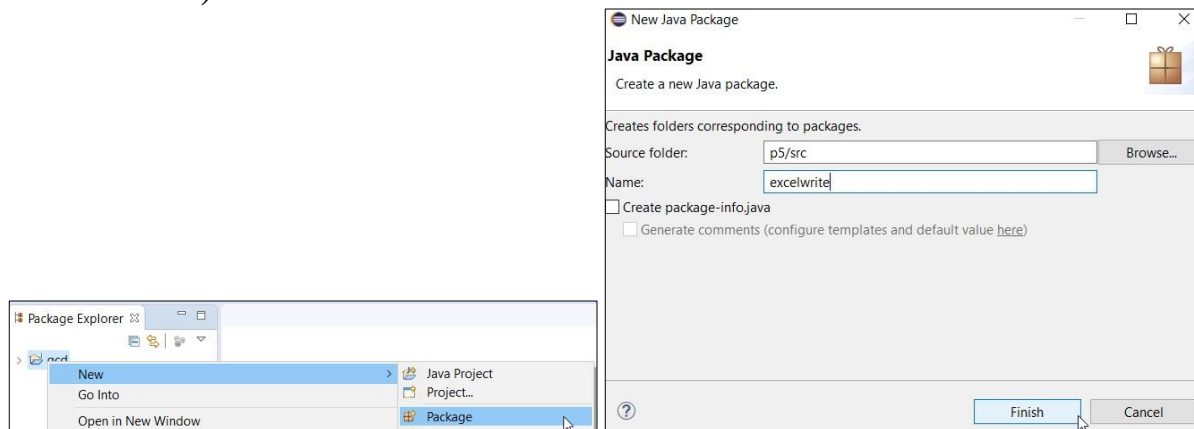 New Java Package
Java Package
Create a new Java package.
Creates folders corresponding to packages.
Source folder:
p5/src
Browse...
Name:
excelwrite
Create package-info.java
Generate comments (configure templates and default value here)
Finish
Cancel
Package Explorer
gcd
New
Java Project
Go Into
Project...
Open in New Window
Package